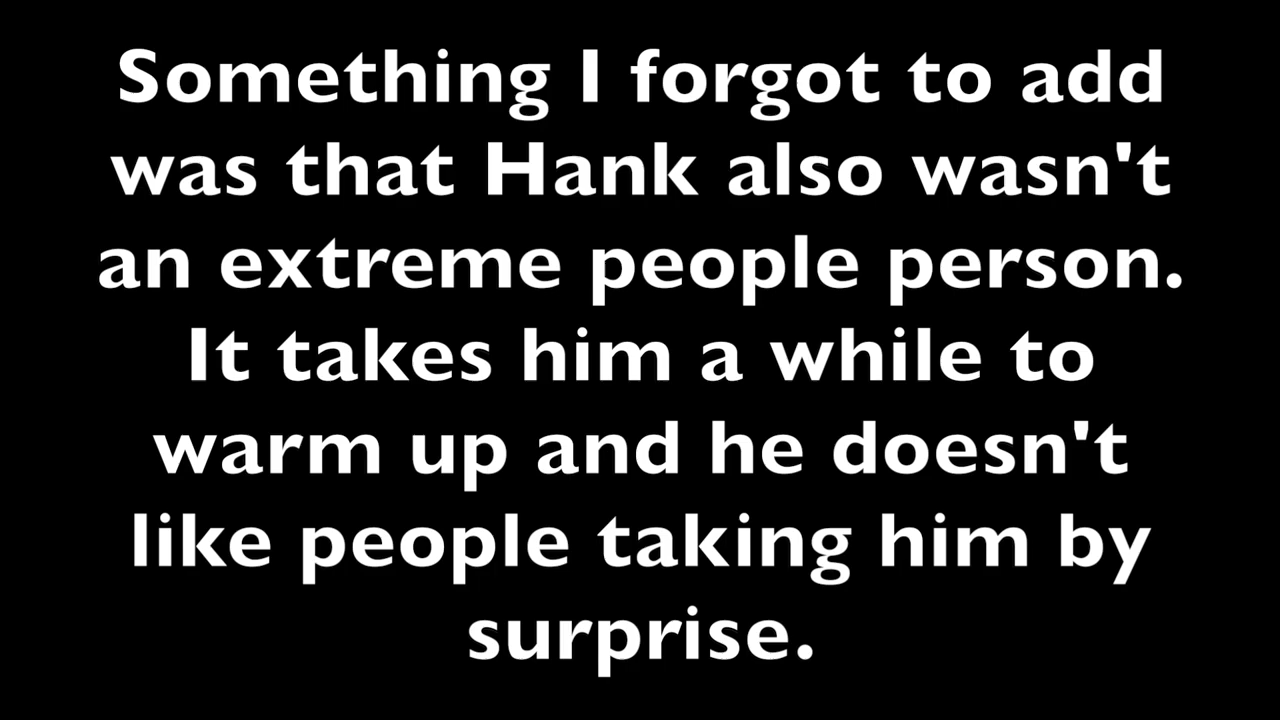 Something I forgot to add
was that Hank also wasn't
an extreme people person.
It takes him a while to
warm up and he doesn't
like people taking him by
surprise.